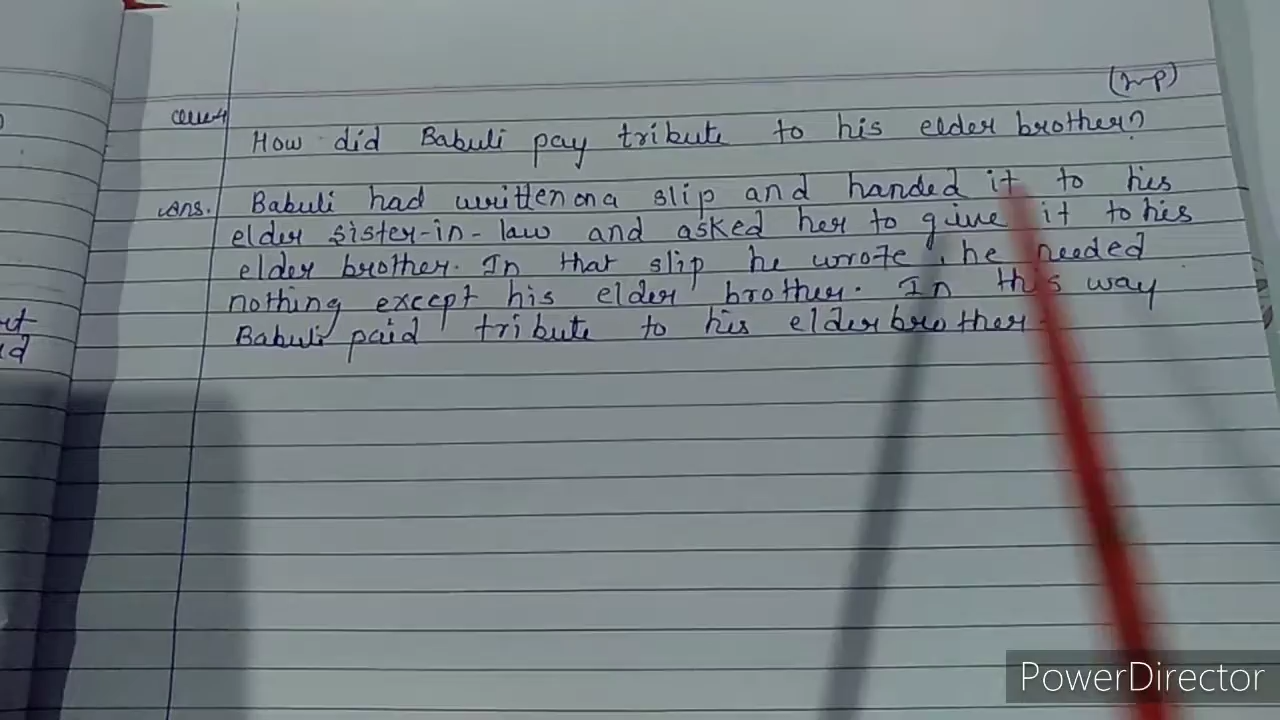 (Imp)
Ques
How did Babuli pay tribute to his elder brother?
Ans. Babuli had written on a slip and handed it to his
elder sister-in-law and asked her to give it to his
elder brother. In that slip he wrote, he needed
nothing except his elder brother. In this way
Babuli paid tribute to his elder brother.
PowerDirector